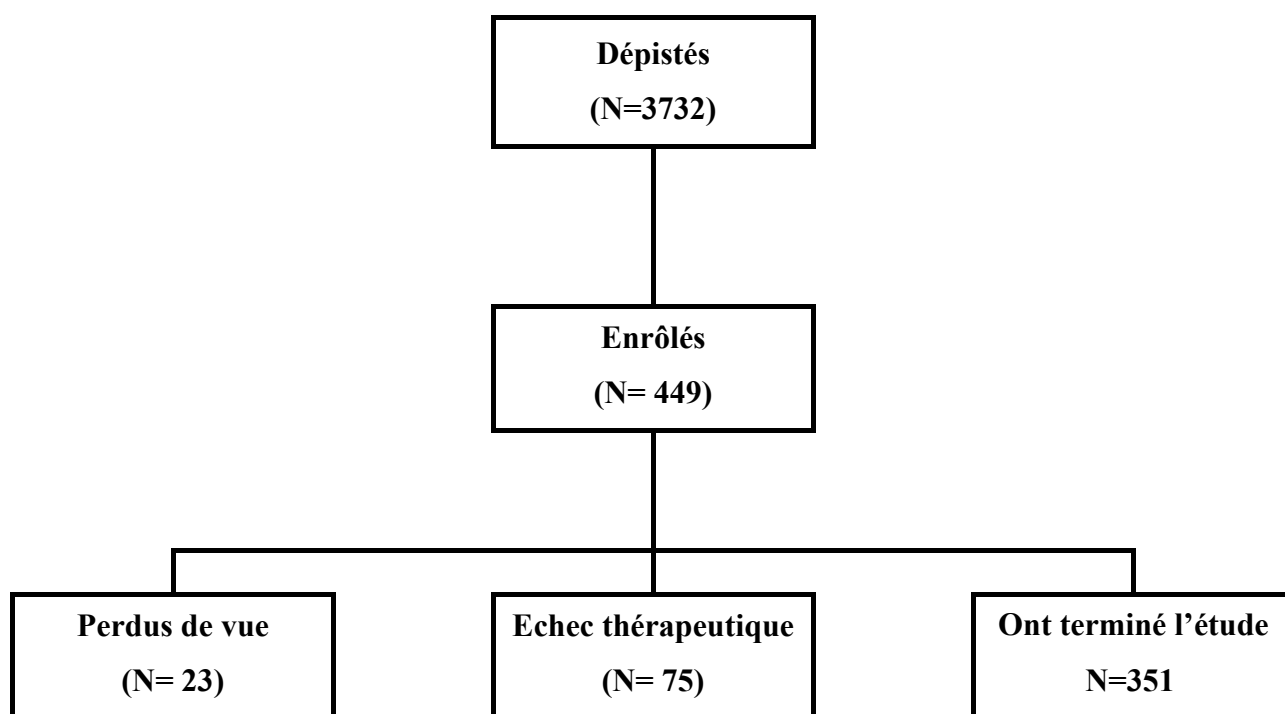 Dépistés
(N=3732)
Enrôlés
(N= 449)
Perdus de vue
(N= 23)
Echec thérapeutique
(N= 75)
Ont terminé l’étude
N=351